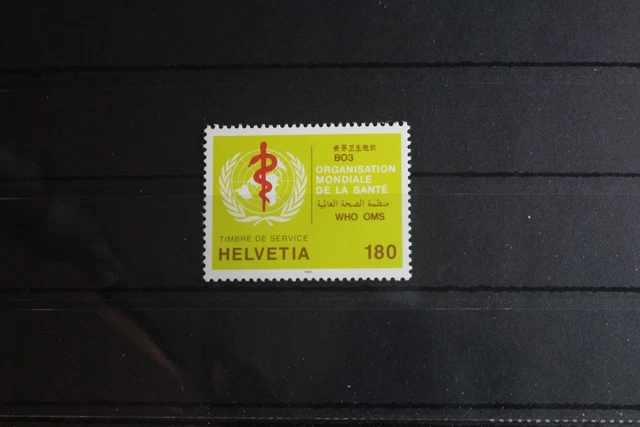 世界卫生组织
ВОЗ
ORGANISATION
MONDIALE
DE LA SANTÉ
منظمة الصحة العالمية
WHO OMS
TIMBRE DE SERVICE
HELVETIA 180